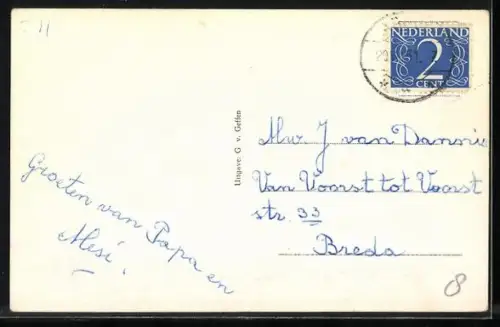 11
NEDERLAND
2
CENT
Uitgave: G. v. Geffen
Mw. J van Dannis
Van Voorst tot Voorst
str. 33
Breda
Groeten van Papa en
Mesi.
8